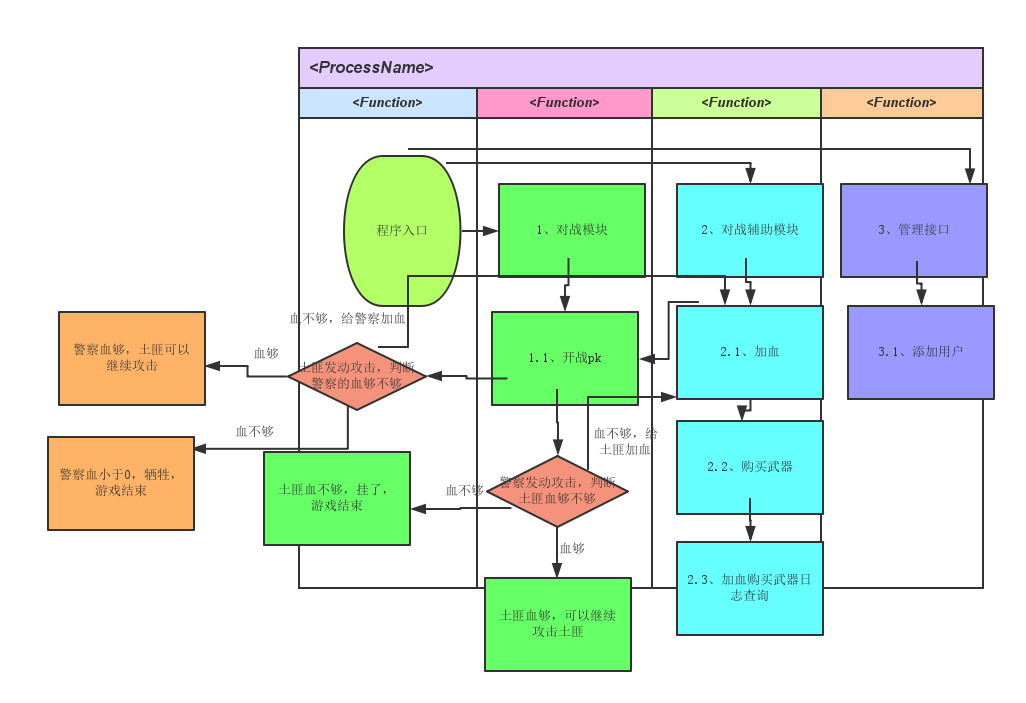 <ProcessName>
<Function>
<Function>
<Function>
<Function>
程序入口
1、对战模块
2、对战辅助模块
3、管理接口
血不够，给警察加血
警察血够，土匪可以
继续攻击
血够
土匪发动攻击，判断
警察的血够不够
1.1、开战pk
2.1、加血
3.1、添加用户
血不够
血不够，给
土匪加血
警察血小于0，牺牲，
游戏结束
土匪血不够，挂了，
游戏结束
血不够
警察发动攻击，判断
土匪血够不够
2.2、购买武器
血够
2.3、加血购买武器日
志查询
土匪血够，可以继续
攻击土匪